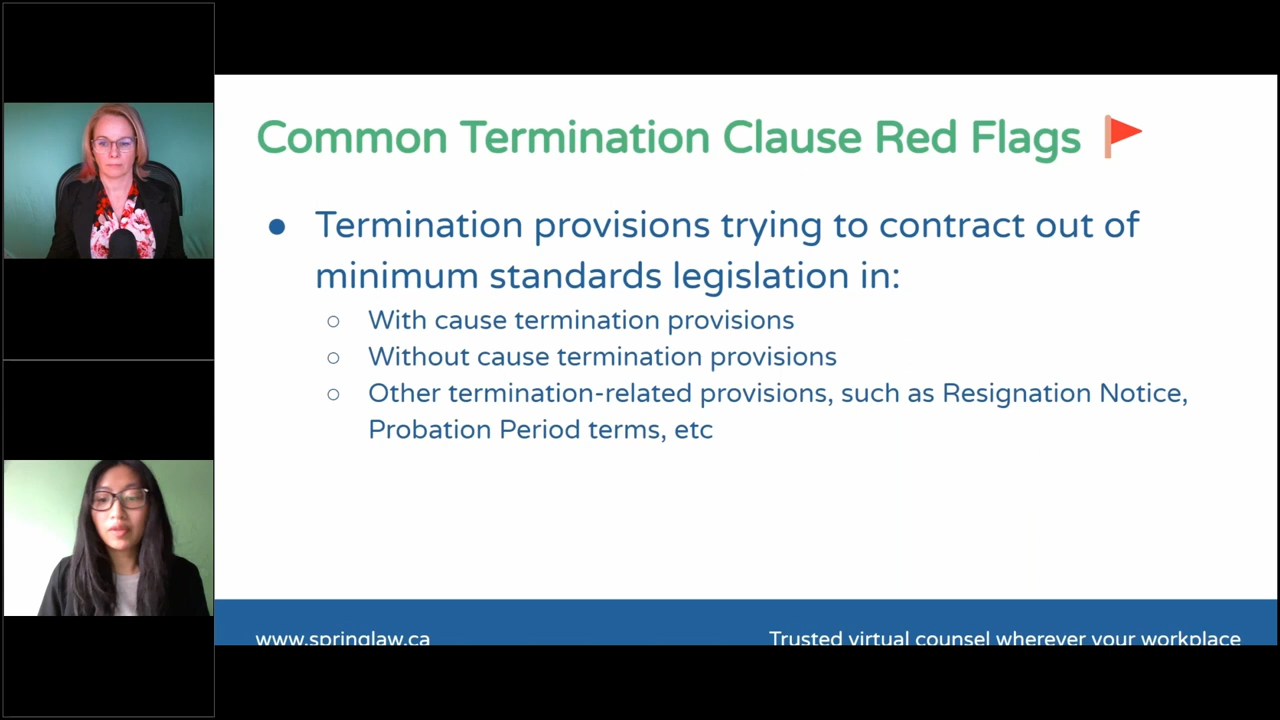 Common Termination Clause Red Flags
● Termination provisions trying to contract out of
minimum standards legislation in:
○ With cause termination provisions
○ Without cause termination provisions
○ Other termination-related provisions, such as Resignation Notice,
Probation Period terms, etc
www.springlaw.ca
Trusted virtual counsel wherever your workplace